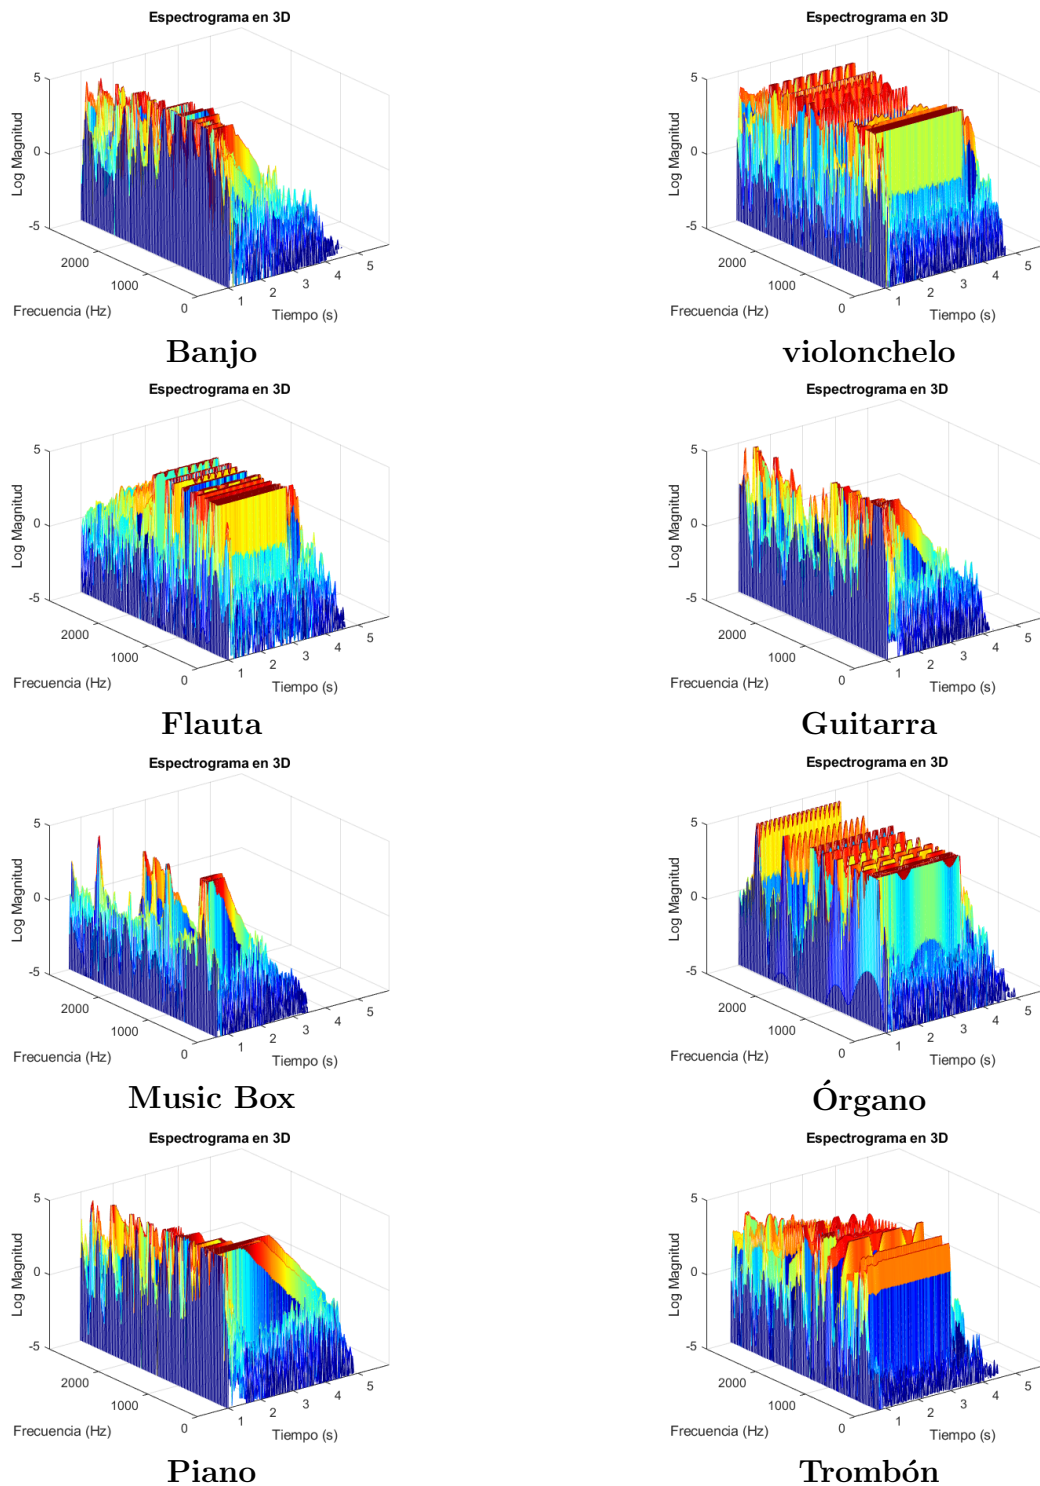 Espectrograma en 3D
5
0
-5
Log Magnitud
2000
1000
0
Frecuencia (Hz)
1
2
3
4
5
Tiempo (s)
Banjo
Espectrograma en 3D
5
0
-5
Log Magnitud
2000
1000
0
Frecuencia (Hz)
1
2
3
4
5
Tiempo (s)
violonchelo
Espectrograma en 3D
5
0
-5
Log Magnitud
2000
1000
0
Frecuencia (Hz)
1
2
3
4
5
Tiempo (s)
Flauta
Espectrograma en 3D
5
0
-5
Log Magnitud
2000
1000
0
Frecuencia (Hz)
1
2
3
4
5
Tiempo (s)
Guitarra
Espectrograma en 3D
5
0
-5
Log Magnitud
2000
1000
0
Frecuencia (Hz)
1
2
3
4
5
Tiempo (s)
Music Box
Espectrograma en 3D
5
0
-5
Log Magnitud
2000
1000
0
Frecuencia (Hz)
1
2
3
4
5
Tiempo (s)
Órgano
Espectrograma en 3D
5
0
-5
Log Magnitud
2000
1000
0
Frecuencia (Hz)
1
2
3
4
5
Tiempo (s)
Piano
Espectrograma en 3D
5
0
-5
Log Magnitud
2000
1000
0
Frecuencia (Hz)
1
2
3
4
5
Tiempo (s)
Trombón